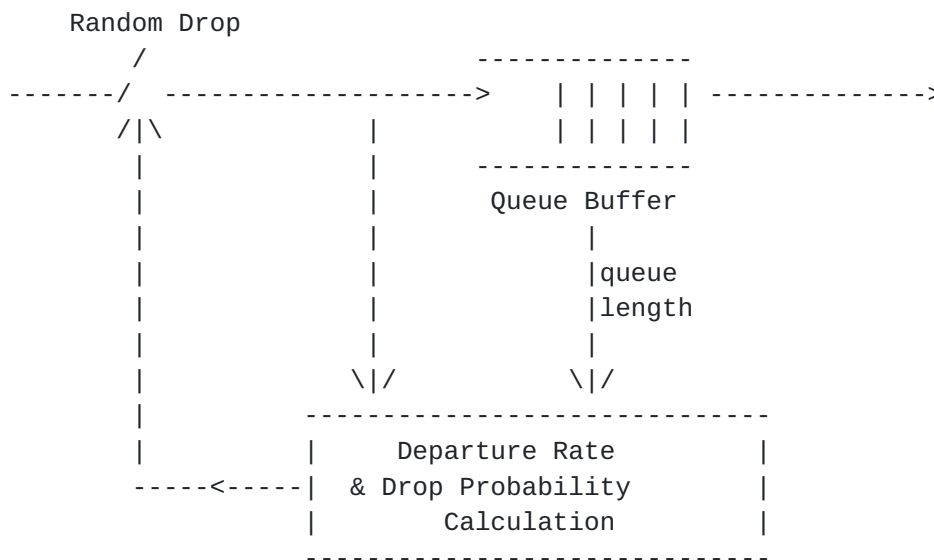 Random Drop
Queue Buffer
queue
length
Departure Rate
& Drop Probability
Calculation